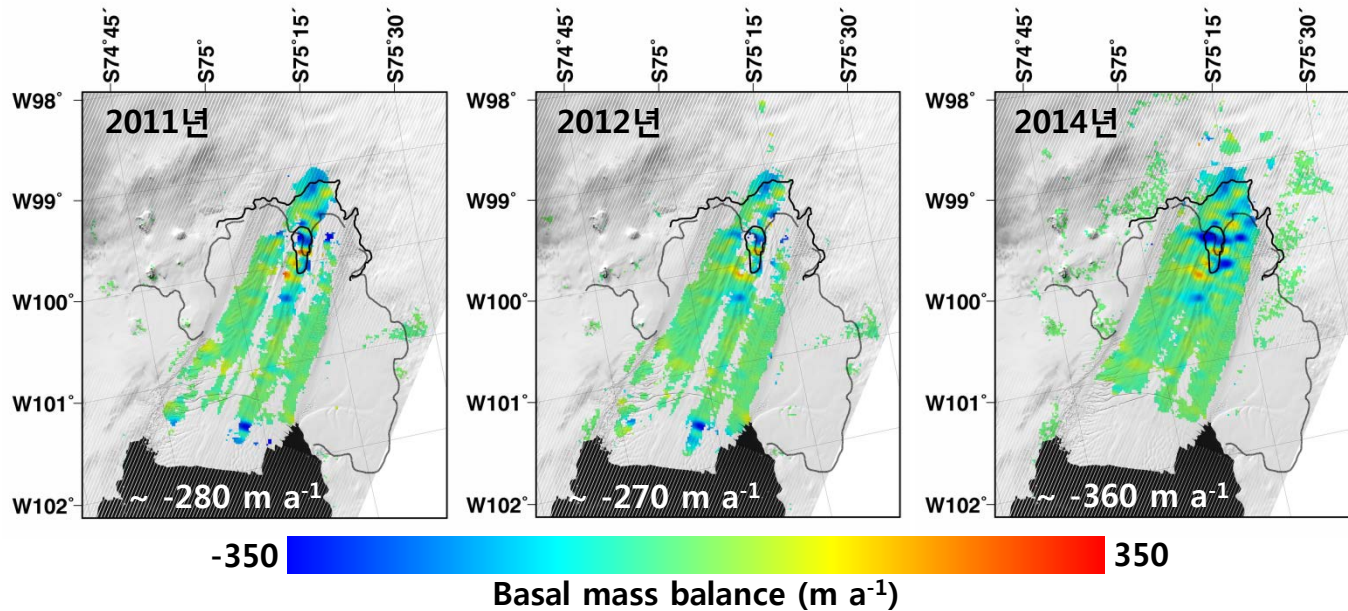 S74°45´
S75°
S75°15´
S75°30´
S74°45´
S75°
S75°15´
S75°30´
S74°45´
S75°
S75°15´
S75°30´
W98°
W99°
W100°
W101°
W102°
2011년
~ -280 m a-1
W98°
W99°
W100°
W101°
W102°
2012년
~ -270 m a-1
W98°
W99°
W100°
W101°
W102°
2014년
~ -360 m a-1
-350
350
Basal mass balance (m a-1)